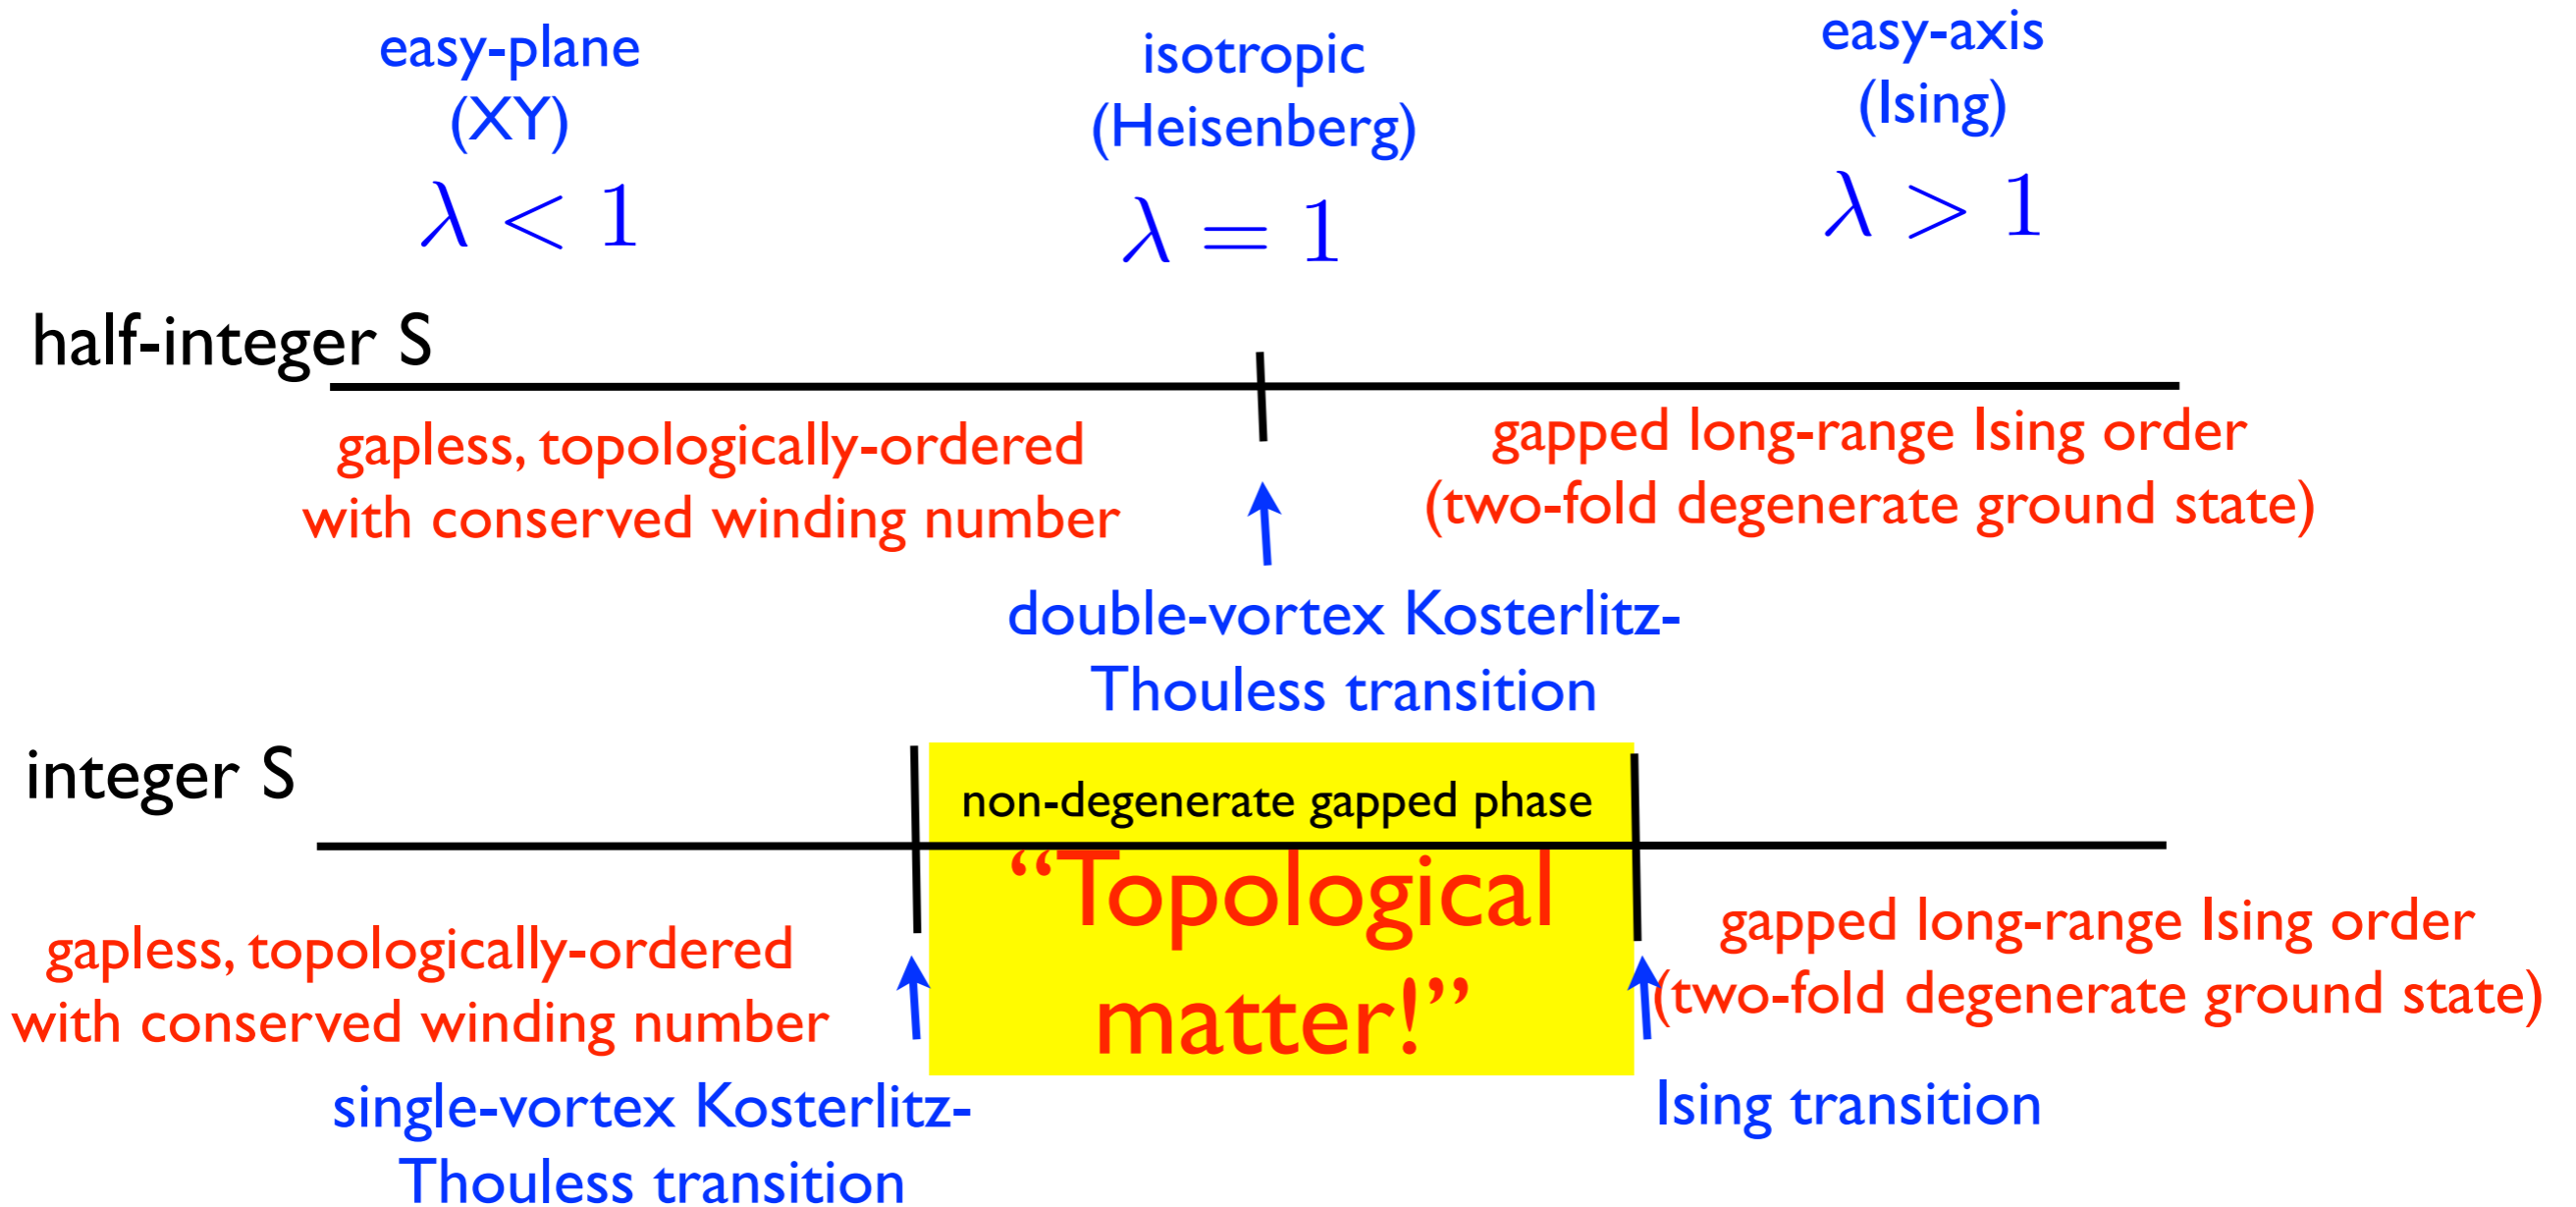 easy-plane
(XY)
λ < 1
isotropic
(Heisenberg)
λ = 1
easy-axis
(Ising)
λ > 1
half-integer S
gapless, topologically-ordered
with conserved winding number
gapped long-range Ising order
(two-fold degenerate ground state)
double-vortex Kosterlitz-
Thouless transition
integer S
non-degenerate gapped phase
“Topological
matter!”
gapless, topologically-ordered
with conserved winding number
gapped long-range Ising order
(two-fold degenerate ground state)
single-vortex Kosterlitz-
Thouless transition
Ising transition